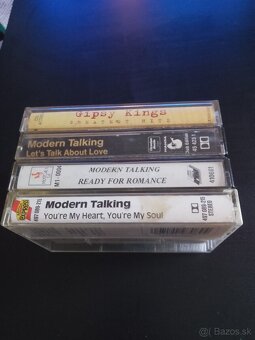 Gipsy Kings
GREATEST HITS
Modern Talking
Let's Talk About Love
MODERN TALKING
READY FOR ROMANCE
Modern Talking
You're My Heart, You're My Soul
STEREO
bazos.sk